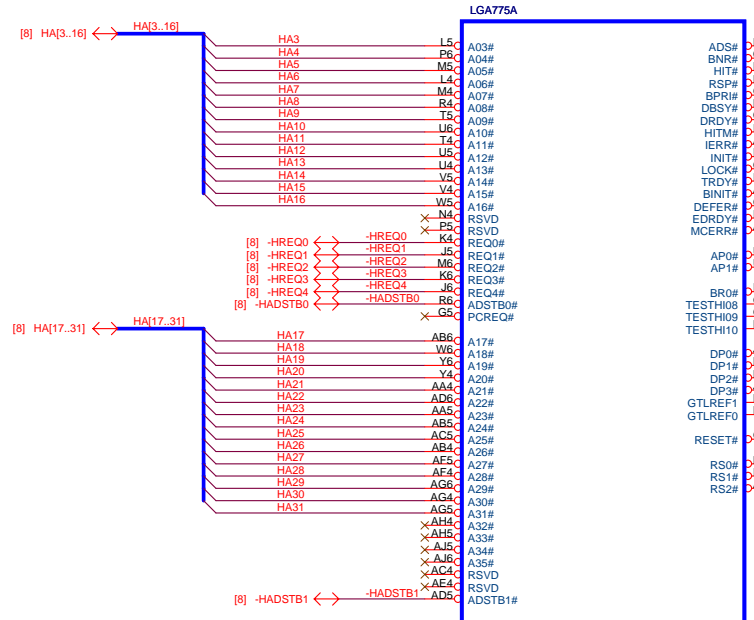 LGA775A
[8] HA[3..16] HA[3..16]
HA3 L5 A03# ADS#
HA4 P6 A04# BNR#
HA5 M5 A05# HIT#
HA6 L4 A06# RSP#
HA7 M4 A07# BPRI#
HA8 R4 A08# DBSY#
HA9 T5 A09# DRDY#
HA10 U6 A10# HITM#
HA11 T4 A11# IERR#
HA12 U5 A12# INIT#
HA13 U4 A13# LOCK#
HA14 V5 A14# TRDY#
HA15 V4 A15# BINIT#
HA16 W5 A16# DEFER#
N4 RSVD EDRDY#
P5 RSVD MCERR#
[8] -HREQ0 -HREQ0 K4 REQ0#
[8] -HREQ1 -HREQ1 J5 REQ1# AP0#
[8] -HREQ2 -HREQ2 M6 REQ2# AP1#
[8] -HREQ3 -HREQ3 K6 REQ3#
[8] -HREQ4 -HREQ4 J6 REQ4# BR0#
[8] -HADSTB0 -HADSTB0 R6 ADSTB0# TESTHI08
G5 PCREQ# TESTHI09
TESTHI10
[8] HA[17..31] HA[17..31]
HA17 AB6 A17#
HA18 W6 A18# DP0#
HA19 Y6 A19# DP1#
HA20 Y4 A20# DP2#
HA21 AA4 A21# DP3#
HA22 AD6 A22# GTLREF1
HA23 AA5 A23# GTLREF0
HA24 AB5 A24#
HA25 AC5 A25# RESET#
HA26 AB4 A26#
HA27 AF5 A27# RS0#
HA28 AF4 A28# RS1#
HA29 AG6 A29# RS2#
HA30 AG4 A30#
HA31 AG5 A31#
AH4 A32#
AH5 A33#
AJ5 A34#
AJ6 A35#
AC4 RSVD
AE4 RSVD
[8] -HADSTB1 -HADSTB1 AD5 ADSTB1#